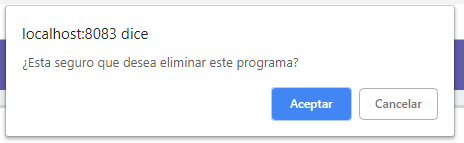 localhost:8083 dice
¿Esta seguro que desea eliminar este programa?
Aceptar
Cancelar